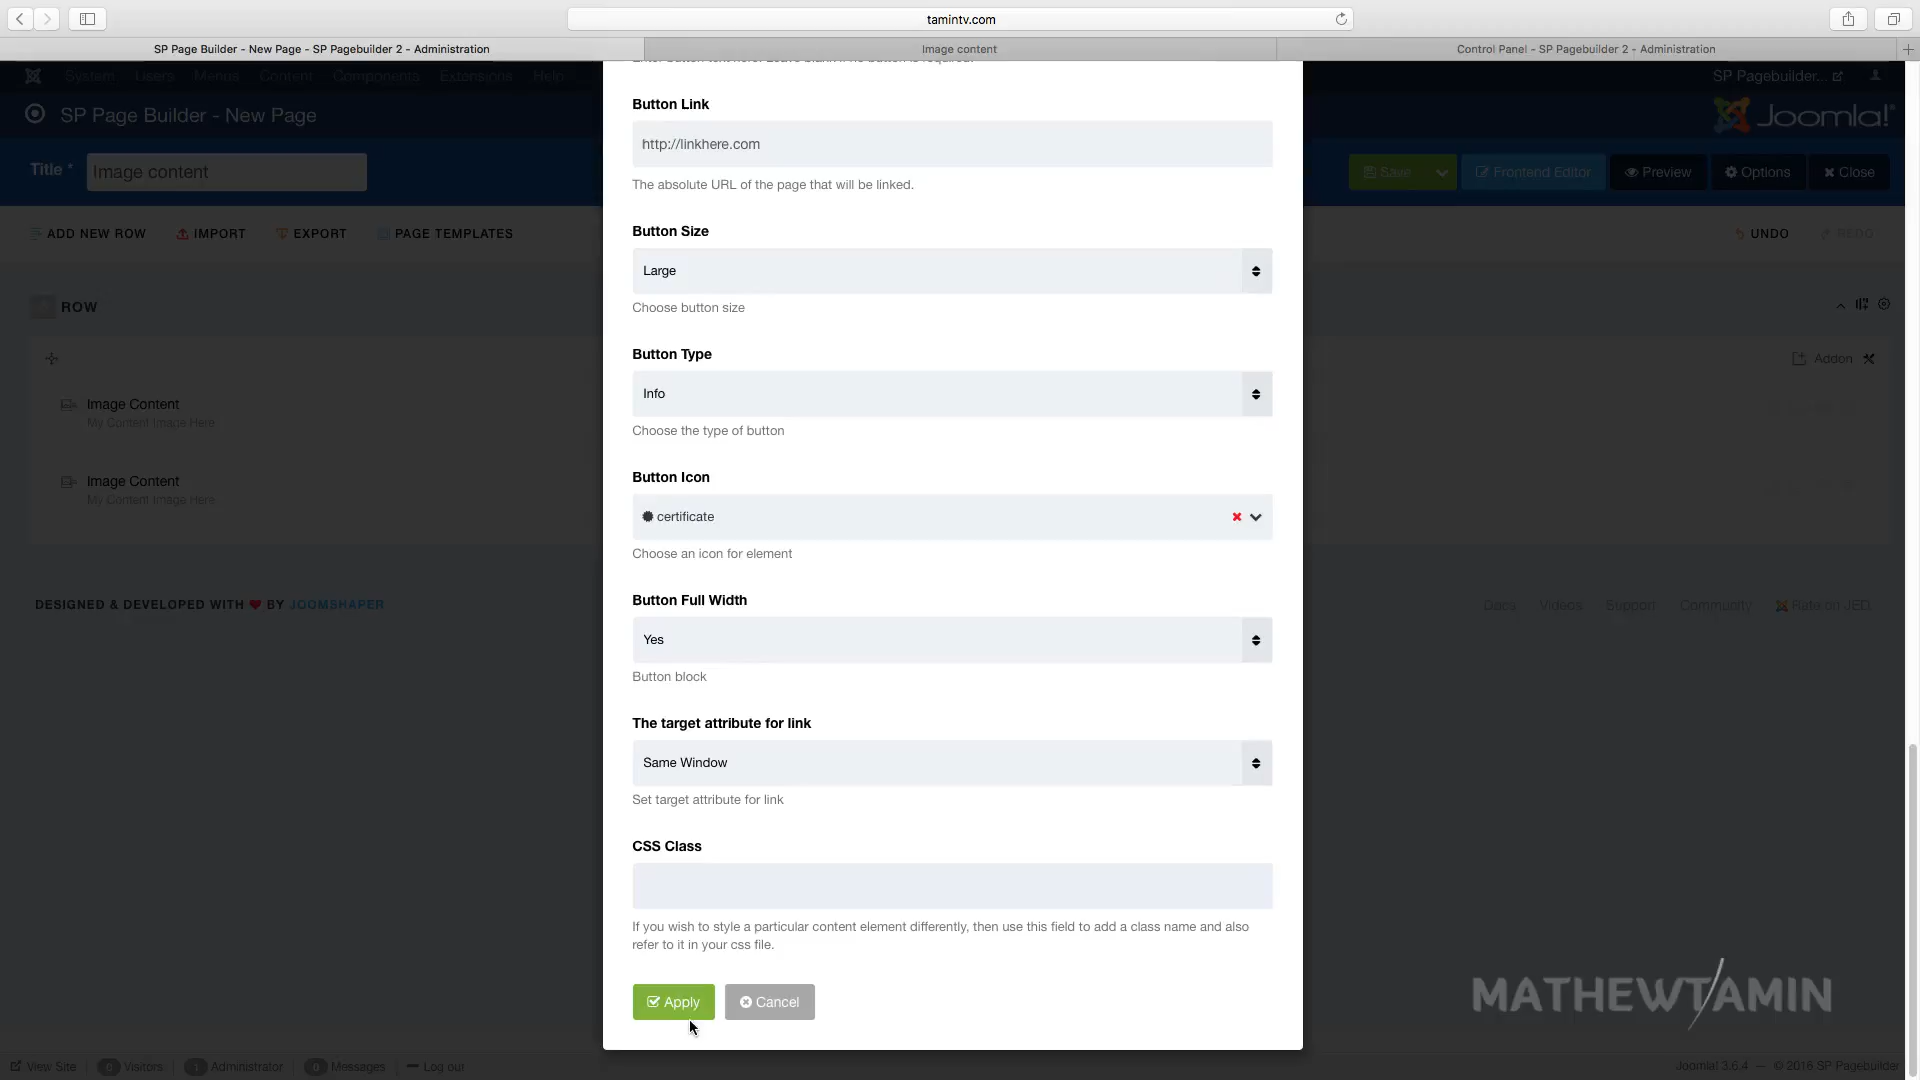 tamintv.com
SP Page Builder - New Page - SP Pagebuilder 2 - Administration
Image content
Control Panel - SP Pagebuilder 2 - Administration
System Users Menus Content Components Extensions Help
SP Pagebuilder...
SP Page Builder - New Page
Joomla!
Title *
Image content
Save
Frontend Editor
Preview
Options
Close
ADD NEW ROW
IMPORT
EXPORT
PAGE TEMPLATES
UNDO
REDO
ROW
Addon
Image Content
My Content Image Here
Image Content
My Content Image Here
DESIGNED & DEVELOPED WITH BY JOOMSHAPER
Docs Videos Support Community Rate on JED
Enter button text here. Leave blank if no button is required.
Button Link
http://linkhere.com
The absolute URL of the page that will be linked.
Button Size
Large
Choose button size
Button Type
Info
Choose the type of button
Button Icon
certificate
Choose an icon for element
Button Full Width
Yes
Button block
The target attribute for link
Same Window
Set target attribute for link
CSS Class
If you wish to style a particular content element differently, then use this field to add a class name and also
refer to it in your css file.
Apply
Cancel
MATHEWTAMIN
View Site
0 Visitors
1 Administrator
0 Messages
Log out
Joomla! 3.6.4 — © 2016 SP Pagebuilder